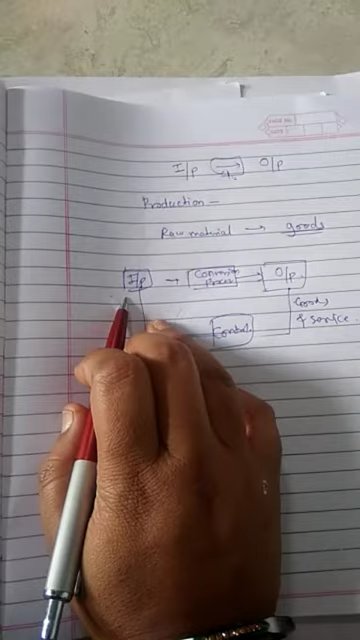 I/p → O/p
Production —
Raw material → goods
I/p → Conversion Process → O/p
Goods
& Service
Control